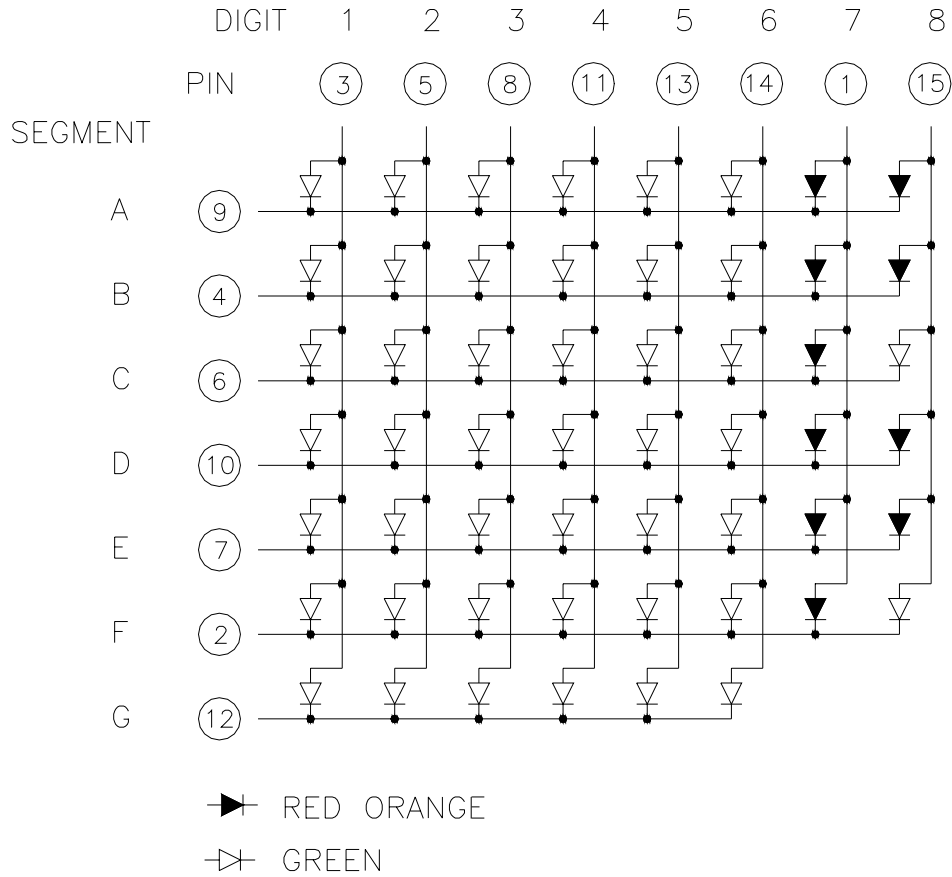 DIGIT 1 2 3 4 5 6 7 8
PIN 3 5 8 11 13 14 1 15
SEGMENT
A 9
B 4
C 6
D 10
E 7
F 2
G 12
RED ORANGE
GREEN